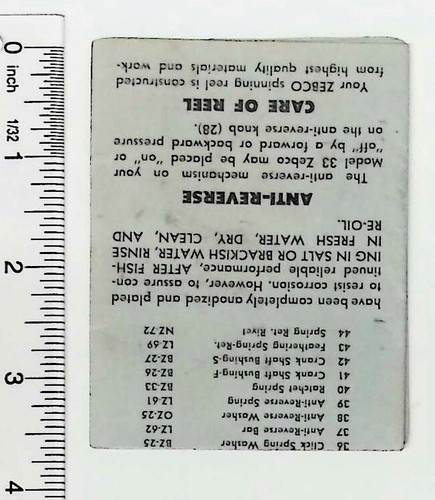 0
inch
1/32
1
2
3
4
36 Click Spring Washer BZ-25
37 Anti-Reverse Bar LZ-62
38 Anti-Reverse Washer OZ-25
39 Anti-Reverse Spring LZ-61
40 Ratchet Spring BZ-33
41 Crank Shaft Bushing-F BZ-26
42 Crank Shaft Bushing-S BZ-27
43 Feathering Spring-Ret. LZ-69
44 Spring Ret. Rivet NZ-72
have been completely anodized and plated
to resist corrosion. However, to assure con-
tinued reliable performance, AFTER FISH-
ING IN SALT OR BRACKISH WATER, RINSE
IN FRESH WATER, DRY, CLEAN, AND
RE-OIL.
ANTI-REVERSE
The anti-reverse mechanism on your
Model 33 Zebco may be placed "on" or
"off" by a forward or backward pressure
on the anti-reverse knob (28).
CARE OF REEL
Your ZEBCO spinning reel is constructed
from highest quality materials and work-